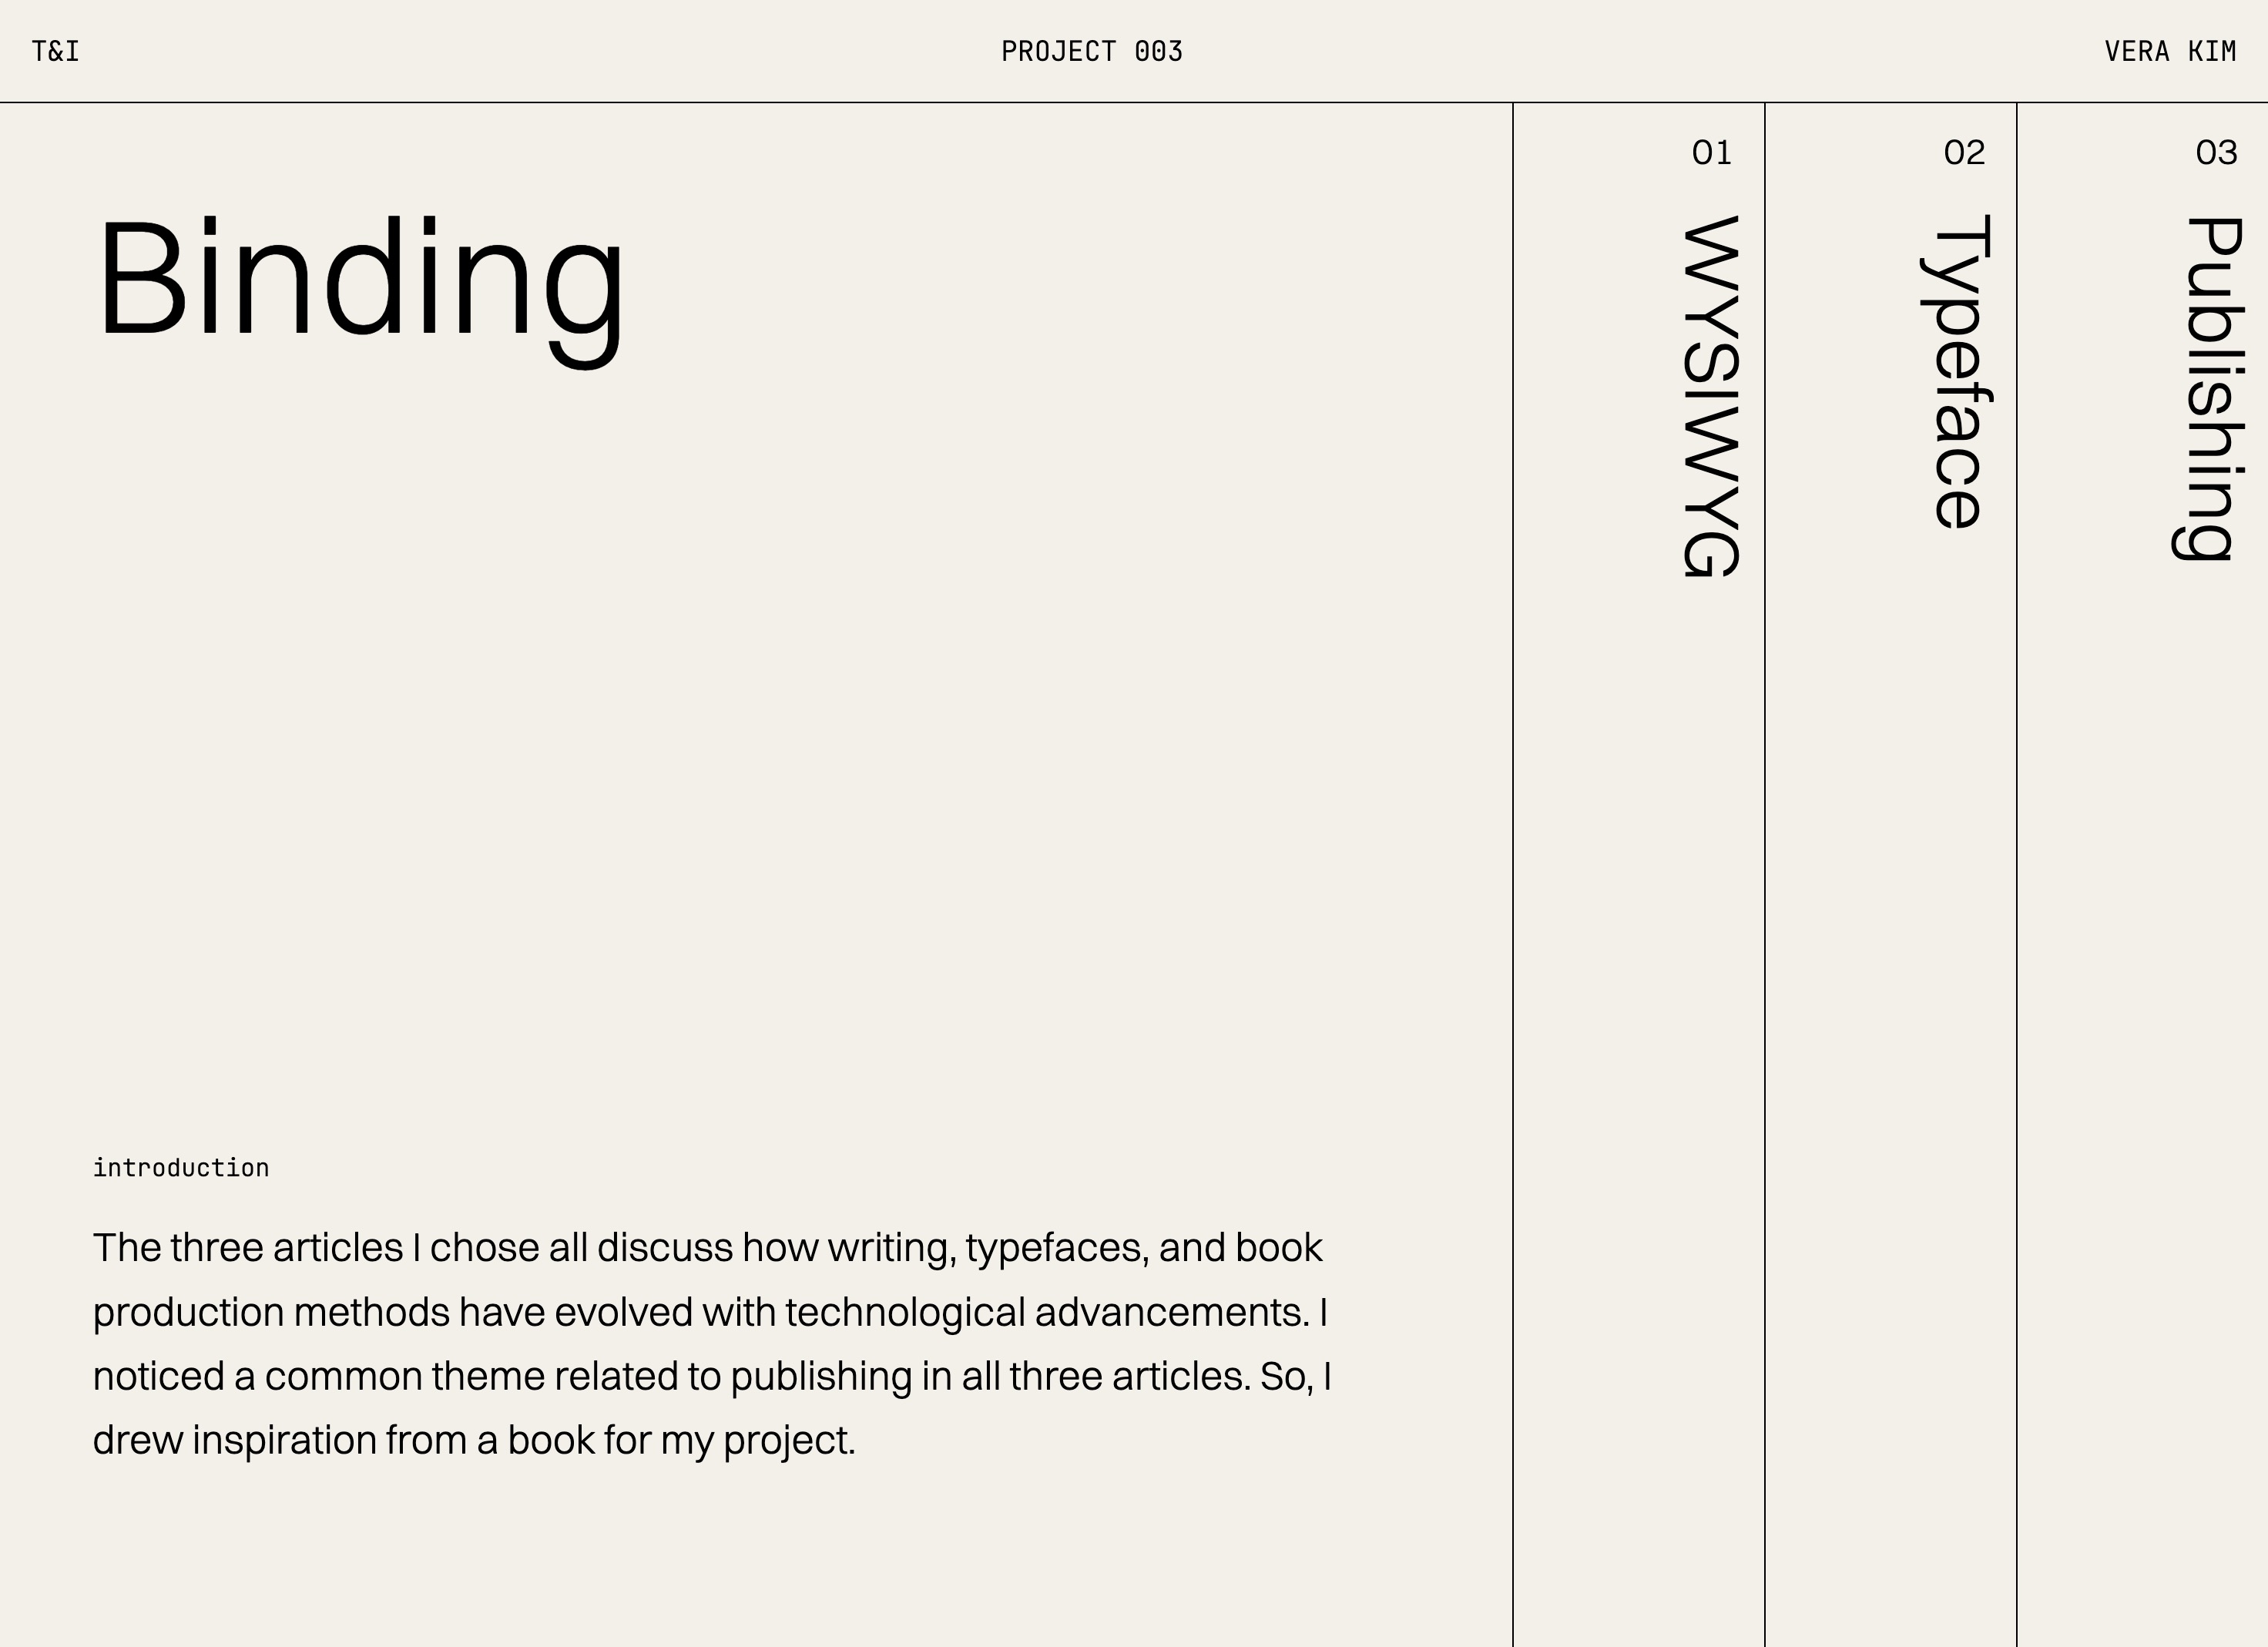 T&I
PROJECT 003
VERA KIM
Binding
introduction
The three articles I chose all discuss how writing, typefaces, and book
production methods have evolved with technological advancements. I
noticed a common theme related to publishing in all three articles. So, I
drew inspiration from a book for my project.
01
WYSIWYG
02
Typeface
03
Publishing